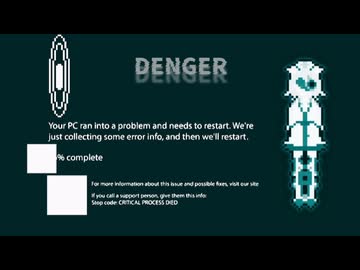 DENGER
Your PC ran into a problem and needs to restart. We're
just collecting some error info, and then we'll restart.
% complete
For more information about this issue and possible fixes, visit our site
If you call a support person, give them this info:
Stop code: CRITICAL PROCESS DIED